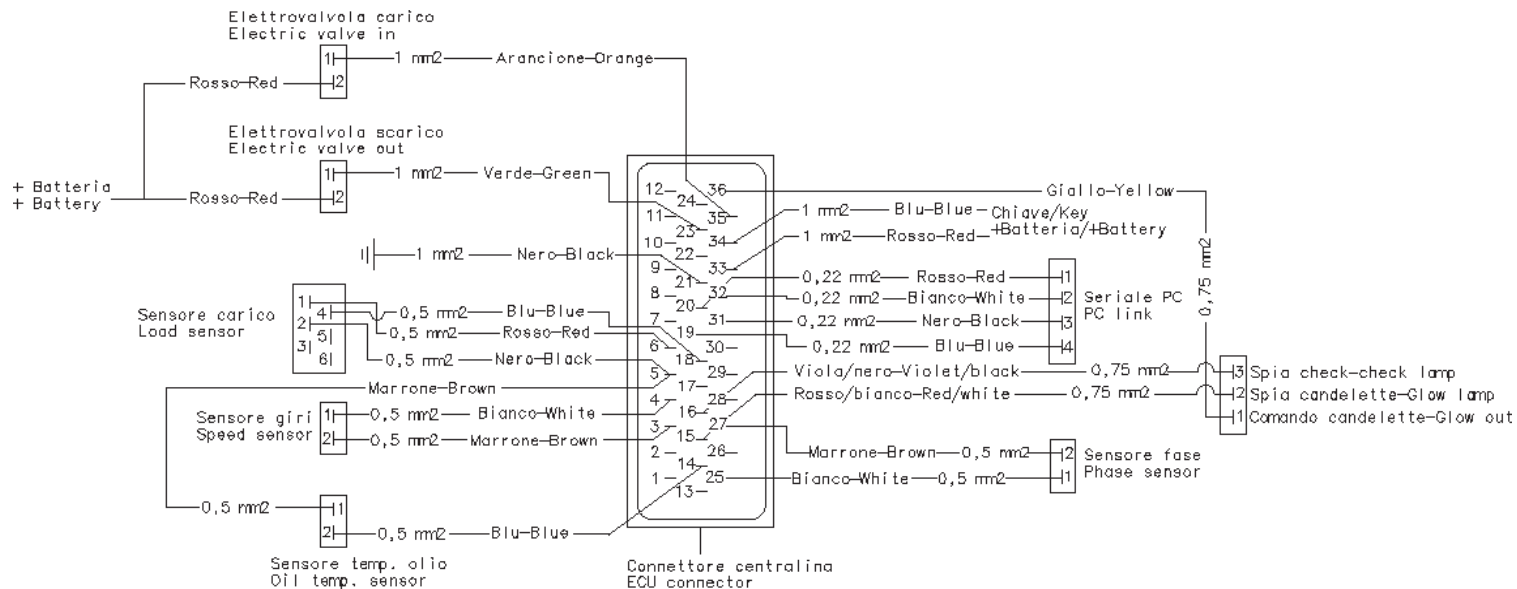 Elettrovalvola carico
Electric valve in
1 1 mm2 Arancione-Orange
Rosso-Red 2
Elettrovalvola scarico
Electric valve out
1 1 mm2 Verde-Green
+ Batteria
+ Battery
Rosso-Red 2
1 mm2 Nero-Black
Sensore carico
Load sensor
1
4
2
5
3
6
0,5 mm2 Blu-Blue
0,5 mm2 Rosso-Red
0,5 mm2 Nero-Black
Marrone-Brown
Sensore giri
Speed sensor
1 0,5 mm2 Bianco-White
2 0,5 mm2 Marrone-Brown
0,5 mm2 1
2 0,5 mm2 Blu-Blue
Sensore temp. olio
Oil temp. sensor
12 24 36
11 23 35
10 22 34
9 21 33
8 20 32
7 19 31
6 18 30
5 17 29
4 16 28
3 15 27
2 14 26
1 13 25
Connettore centralina
ECU connector
Giallo-Yellow
1 mm2 Blu-Blue Chiave/Key
1 mm2 Rosso-Red +Batteria/+Battery
0,75 mm2
0,22 mm2 Rosso-Red 1
0,22 mm2 Bianco-White 2
0,22 mm2 Nero-Black 3
0,22 mm2 Blu-Blue 4
Seriale PC
PC link
Viola/nero-Violet/black 0,75 mm2 3 Spia check-check lamp
Rosso/bianco-Red/white 0,75 mm2 2 Spia candelette-Glow lamp
1 Comando candelette-Glow out
Marrone-Brown 0,5 mm2 2
Bianco-White 0,5 mm2 1
Sensore fase
Phase sensor